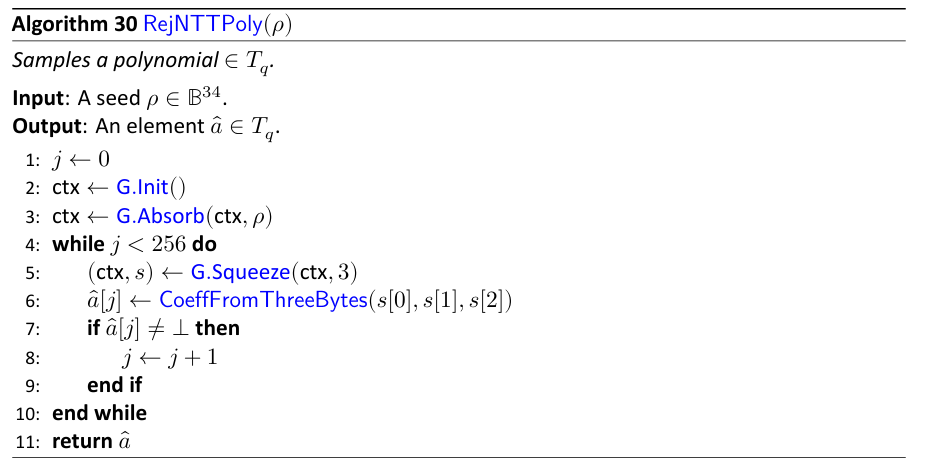 Algorithm 30 RejNTTPoly(ρ)
Samples a polynomial ∈ T_q.
Input: A seed ρ ∈ 𝔹^34.
Output: An element â ∈ T_q.
1: j ← 0
2: ctx ← G.Init()
3: ctx ← G.Absorb(ctx, ρ)
4: while j < 256 do
5: (ctx, s) ← G.Squeeze(ctx, 3)
6: â[j] ← CoeffFromThreeBytes(s[0], s[1], s[2])
7: if â[j] ≠ ⊥ then
8: j ← j + 1
9: end if
10: end while
11: return â